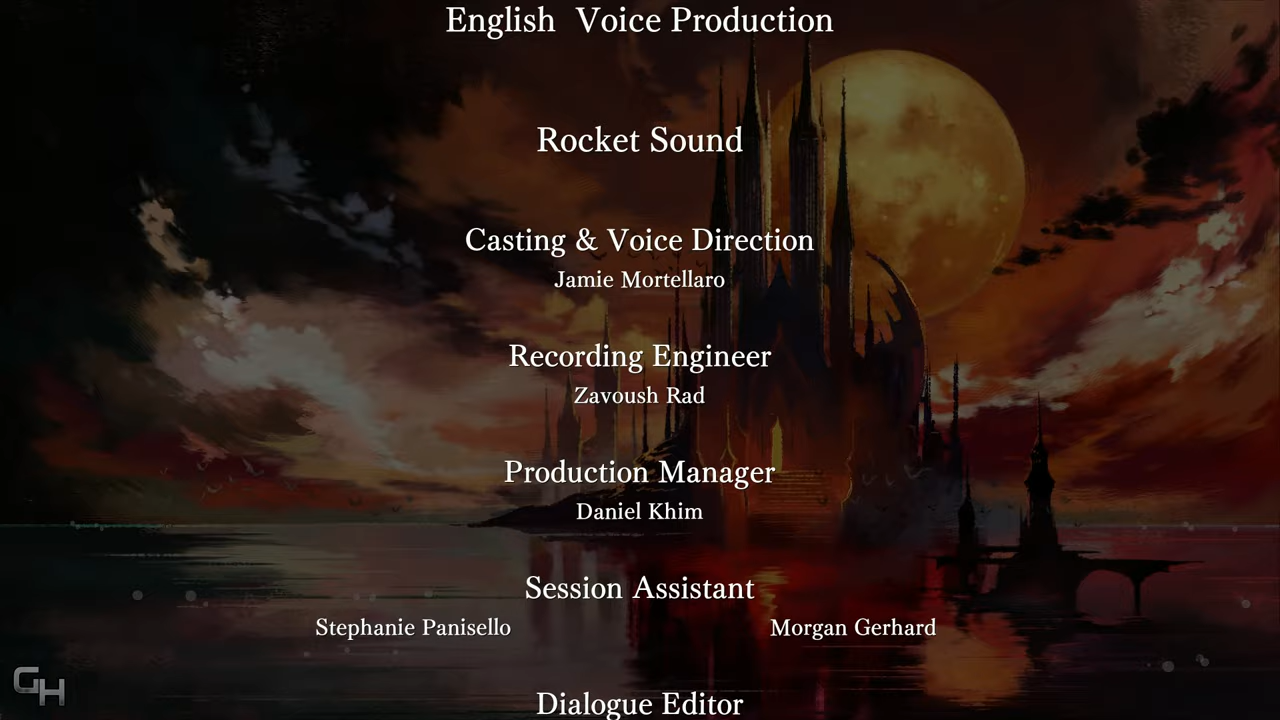 English Voice Production
Rocket Sound
Casting & Voice Direction
Jamie Mortellaro
Recording Engineer
Zavoush Rad
Production Manager
Daniel Khim
Session Assistant
Stephanie Panisello Morgan Gerhard
Dialogue Editor
GH